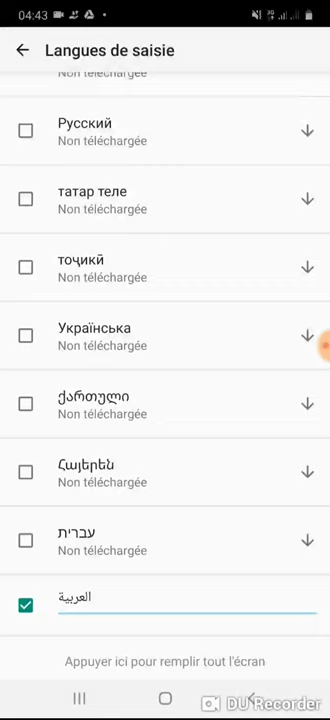 04:43
Langues de saisie
Non téléchargée
Русский
Non téléchargée
татар теле
Non téléchargée
тоҷикӣ
Non téléchargée
Українська
Non téléchargée
ქართული
Non téléchargée
Հայերեն
Non téléchargée
עברית
Non téléchargée
العربية
Appuyer ici pour remplir tout l'écran
DU Recorder